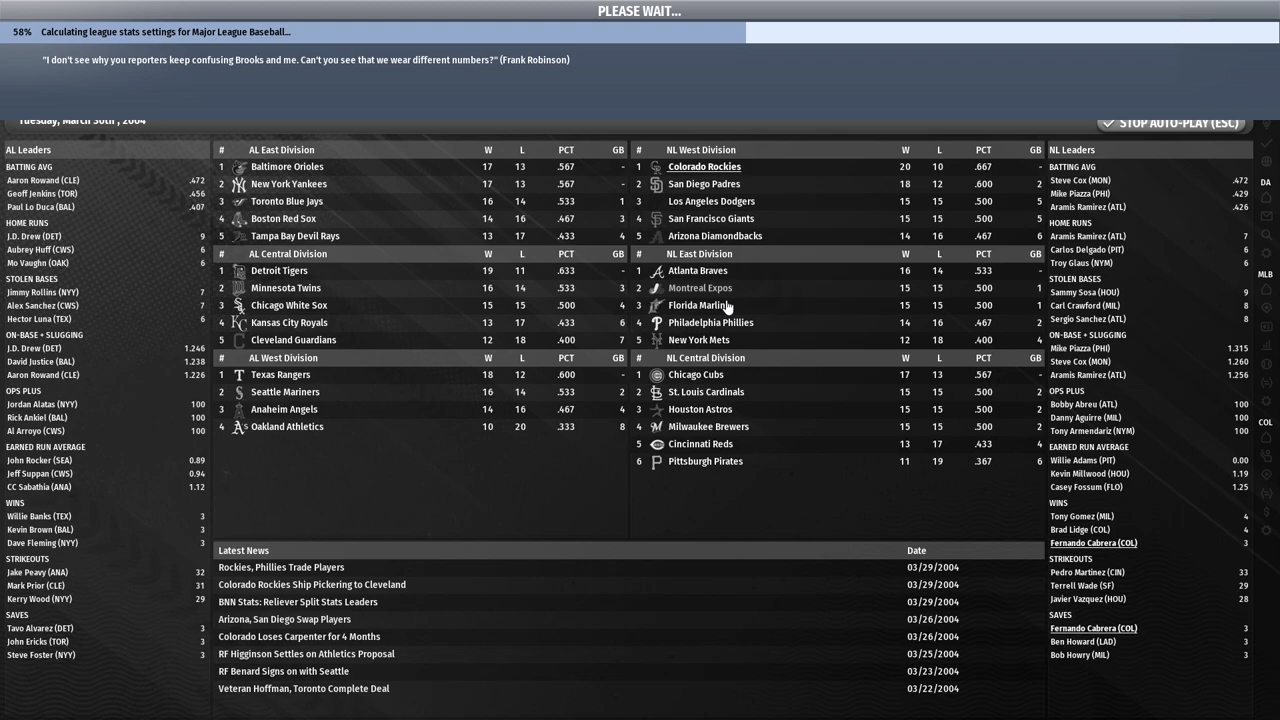 PLEASE WAIT...
58% Calculating league stats settings for Major League Baseball...
"I don't see why you reporters keep confusing Brooks and me. Can't you see that we wear different numbers?" (Frank Robinson)
Tuesday, March 30th, 2004
STOP AUTO-PLAY (ESC)
AL Leaders
BATTING AVG
Aaron Rowand (CLE) .472
Geoff Jenkins (TOR) .456
Paul Lo Duca (BAL) .407
HOME RUNS
J.D. Drew (DET) 9
Aubrey Huff (CWS) 6
Mo Vaughn (OAK) 6
STOLEN BASES
Jimmy Rollins (NYY) 7
Alex Sanchez (CWS) 7
Hector Luna (TEX) 6
ON-BASE + SLUGGING
J.D. Drew (DET) 1.246
David Justice (BAL) 1.238
Aaron Rowand (CLE) 1.226
OPS PLUS
Jordan Alatas (NYY) 100
Rick Ankiel (BAL) 100
Al Arroyo (CWS) 100
EARNED RUN AVERAGE
John Rocker (SEA) 0.89
Jeff Suppan (CWS) 0.94
CC Sabathia (ANA) 1.12
WINS
Willie Banks (TEX) 3
Kevin Brown (BAL) 3
Dave Fleming (NYY) 3
STRIKEOUTS
Jake Peavy (ANA) 32
Mark Prior (CLE) 31
Kerry Wood (NYY) 29
SAVES
Tavo Alvarez (DET) 3
John Ericks (TOR) 3
Steve Foster (NYY) 3
# AL East Division W L PCT GB
1 Baltimore Orioles 17 13 .567 -
2 New York Yankees 17 13 .567 -
3 Toronto Blue Jays 16 14 .533 1
4 Boston Red Sox 14 16 .467 3
5 Tampa Bay Devil Rays 13 17 .433 4
# AL Central Division W L PCT GB
1 Detroit Tigers 19 11 .633 -
2 Minnesota Twins 16 14 .533 3
3 Chicago White Sox 15 15 .500 4
4 Kansas City Royals 13 17 .433 6
5 Cleveland Guardians 12 18 .400 7
# AL West Division W L PCT GB
1 Texas Rangers 18 12 .600 -
2 Seattle Mariners 16 14 .533 2
3 Anaheim Angels 14 16 .467 4
4 Oakland Athletics 10 20 .333 8
# NL West Division W L PCT GB
1 Colorado Rockies 20 10 .667 -
2 San Diego Padres 18 12 .600 2
3 Los Angeles Dodgers 15 15 .500 5
4 San Francisco Giants 15 15 .500 5
5 Arizona Diamondbacks 14 16 .467 6
# NL East Division W L PCT GB
1 Atlanta Braves 16 14 .533 -
2 Montreal Expos 15 15 .500 1
3 Florida Marlins 15 15 .500 1
4 Philadelphia Phillies 14 16 .467 2
5 New York Mets 12 18 .400 4
# NL Central Division W L PCT GB
1 Chicago Cubs 17 13 .567 -
2 St. Louis Cardinals 15 15 .500 2
3 Houston Astros 15 15 .500 2
4 Milwaukee Brewers 15 15 .500 2
5 Cincinnati Reds 13 17 .433 4
6 Pittsburgh Pirates 11 19 .367 6
Latest News Date
Rockies, Phillies Trade Players 03/29/2004
Colorado Rockies Ship Pickering to Cleveland 03/29/2004
BNN Stats: Reliever Split Stats Leaders 03/29/2004
Arizona, San Diego Swap Players 03/26/2004
Colorado Loses Carpenter for 4 Months 03/26/2004
RF Higginson Settles on Athletics Proposal 03/25/2004
RF Benard Signs on with Seattle 03/23/2004
Veteran Hoffman, Toronto Complete Deal 03/22/2004
NL Leaders
BATTING AVG
Steve Cox (MON) .472
Mike Piazza (PHI) .429
Aramis Ramirez (ATL) .426
HOME RUNS
Aramis Ramirez (ATL) 7
Carlos Delgado (PIT) 6
Troy Glaus (NYM) 6
STOLEN BASES
Sammy Sosa (HOU) 9
Carl Crawford (MIL) 8
Sergio Sanchez (ATL) 8
ON-BASE + SLUGGING
Mike Piazza (PHI) 1.315
Steve Cox (MON) 1.260
Aramis Ramirez (ATL) 1.256
OPS PLUS
Bobby Abreu (ATL) 100
Danny Aguirre (MIL) 100
Tony Armendariz (NYM) 100
EARNED RUN AVERAGE
Willie Adams (PIT) 0.00
Kevin Millwood (HOU) 1.19
Casey Fossum (FLO) 1.25
WINS
Tony Gomez (MIL) 4
Brad Lidge (COL) 4
Fernando Cabrera (COL) 3
STRIKEOUTS
Pedro Martinez (CIN) 33
Terrell Wade (SF) 29
Javier Vazquez (HOU) 28
SAVES
Fernando Cabrera (COL) 3
Ben Howard (LAD) 3
Bob Howry (MIL) 3
DA
MLB
COL